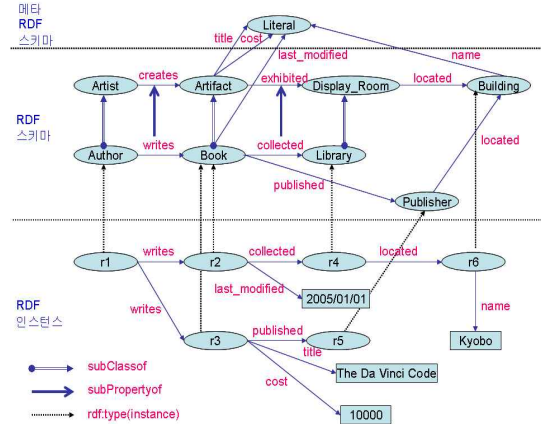 메타
RDF
스키마
Literal
title cost
last_modified
name
creates
exhibited
located
Artist
Artifact
Display_Room
Building
RDF
스키마
writes
collected
located
Author
Book
Library
published
Publisher
r1
writes
r2
collected
r4
located
r6
last_modified
2005/01/01
writes
RDF
인스턴스
name
published
r3
r5
title
Kyobo
subClassof
The Da Vinci Code
subPropertyof
cost
rdf:type(instance)
10000